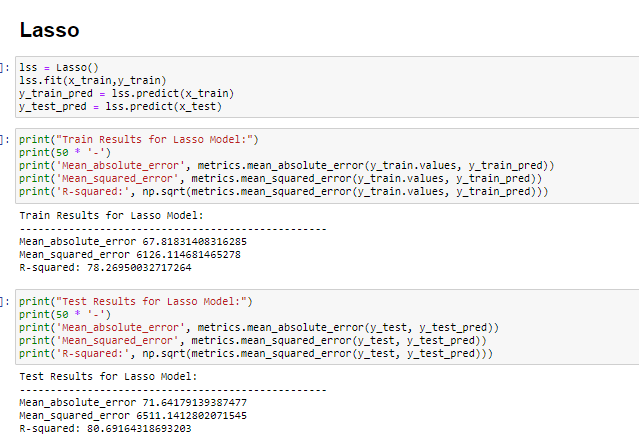 Lasso
]: lss = Lasso()
lss.fit(x_train,y_train)
y_train_pred = lss.predict(x_train)
y_test_pred = lss.predict(x_test)
]: print("Train Results for Lasso Model:")
print(50 * '-')
print('Mean_absolute_error', metrics.mean_absolute_error(y_train.values, y_train_pred))
print('Mean_squared_error', metrics.mean_squared_error(y_train.values, y_train_pred))
print('R-squared:', np.sqrt(metrics.mean_squared_error(y_train.values, y_train_pred)))
Train Results for Lasso Model:
--------------------------------------------------
Mean_absolute_error 67.81831408316285
Mean_squared_error 6126.114681465278
R-squared: 78.26950032717264
]: print("Test Results for Lasso Model:")
print(50 * '-')
print('Mean_absolute_error', metrics.mean_absolute_error(y_test, y_test_pred))
print('Mean_squared_error', metrics.mean_squared_error(y_test, y_test_pred))
print('R-squared:', np.sqrt(metrics.mean_squared_error(y_test, y_test_pred)))
Test Results for Lasso Model:
--------------------------------------------------
Mean_absolute_error 71.64179139387477
Mean_squared_error 6511.1412802071545
R-squared: 80.69164318693203